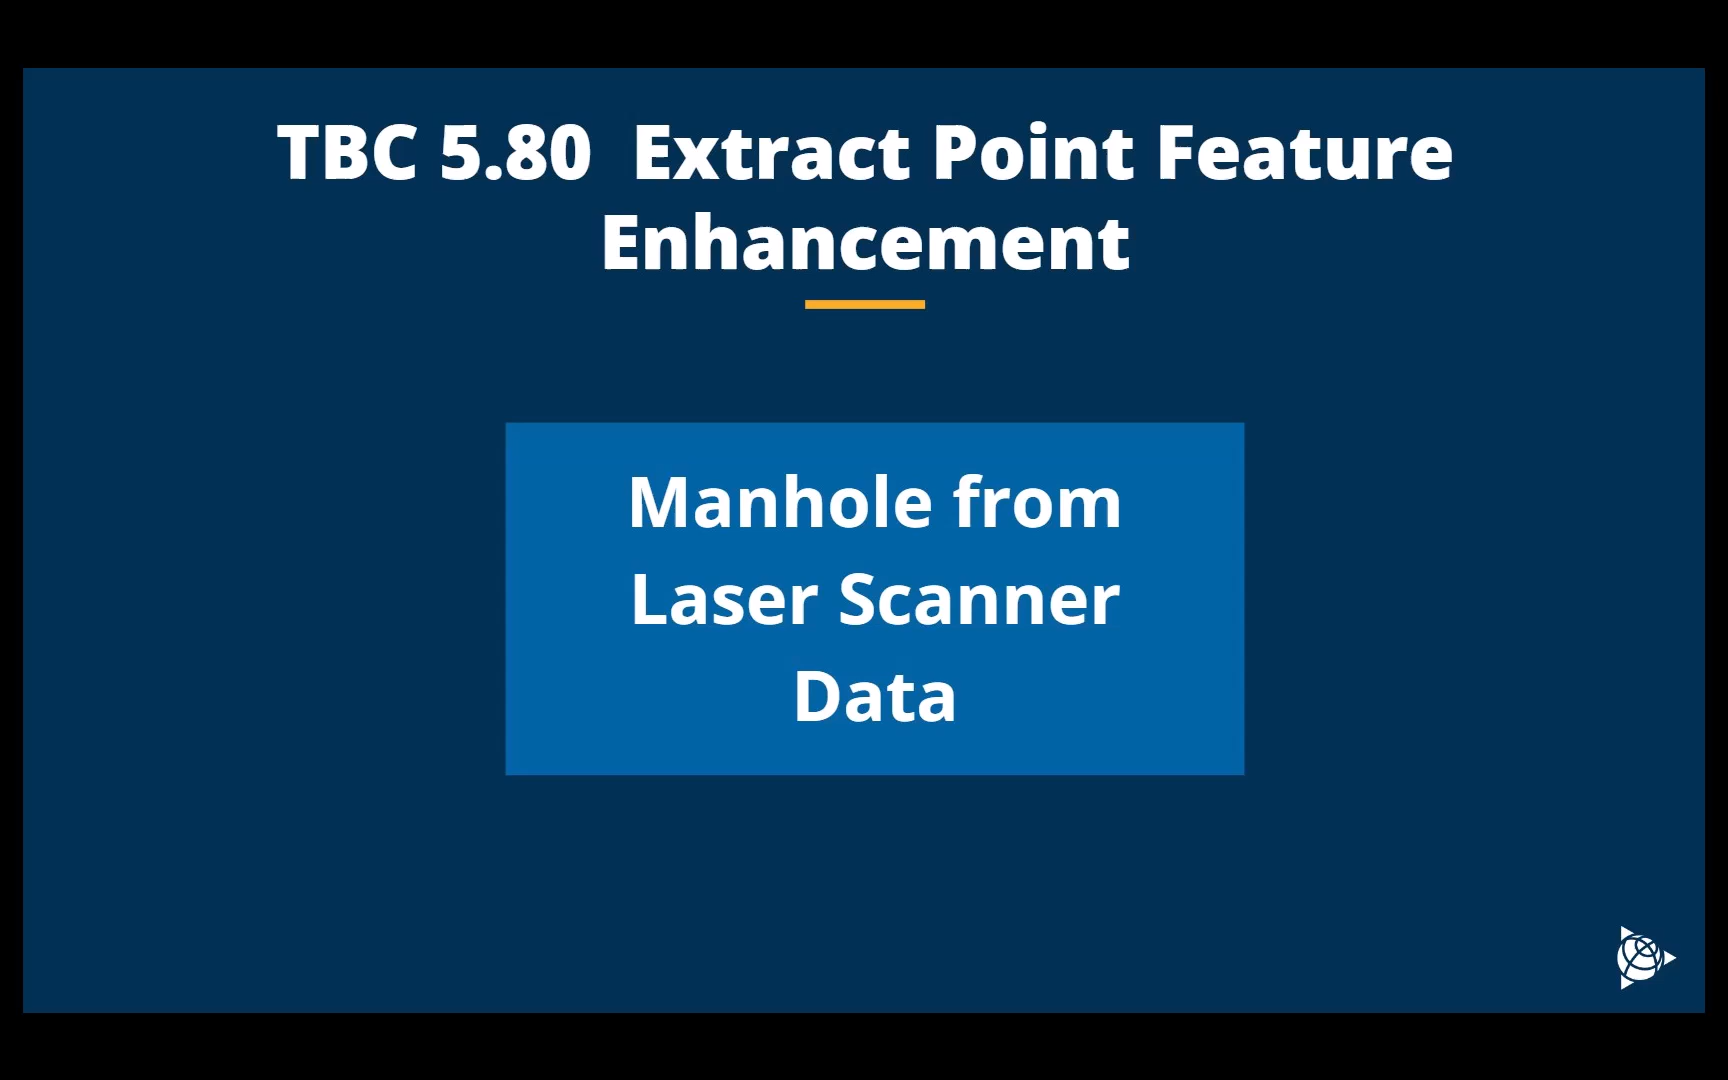 TBC 5.80  Extract Point Feature
Enhancement
Manhole from
Laser Scanner
Data